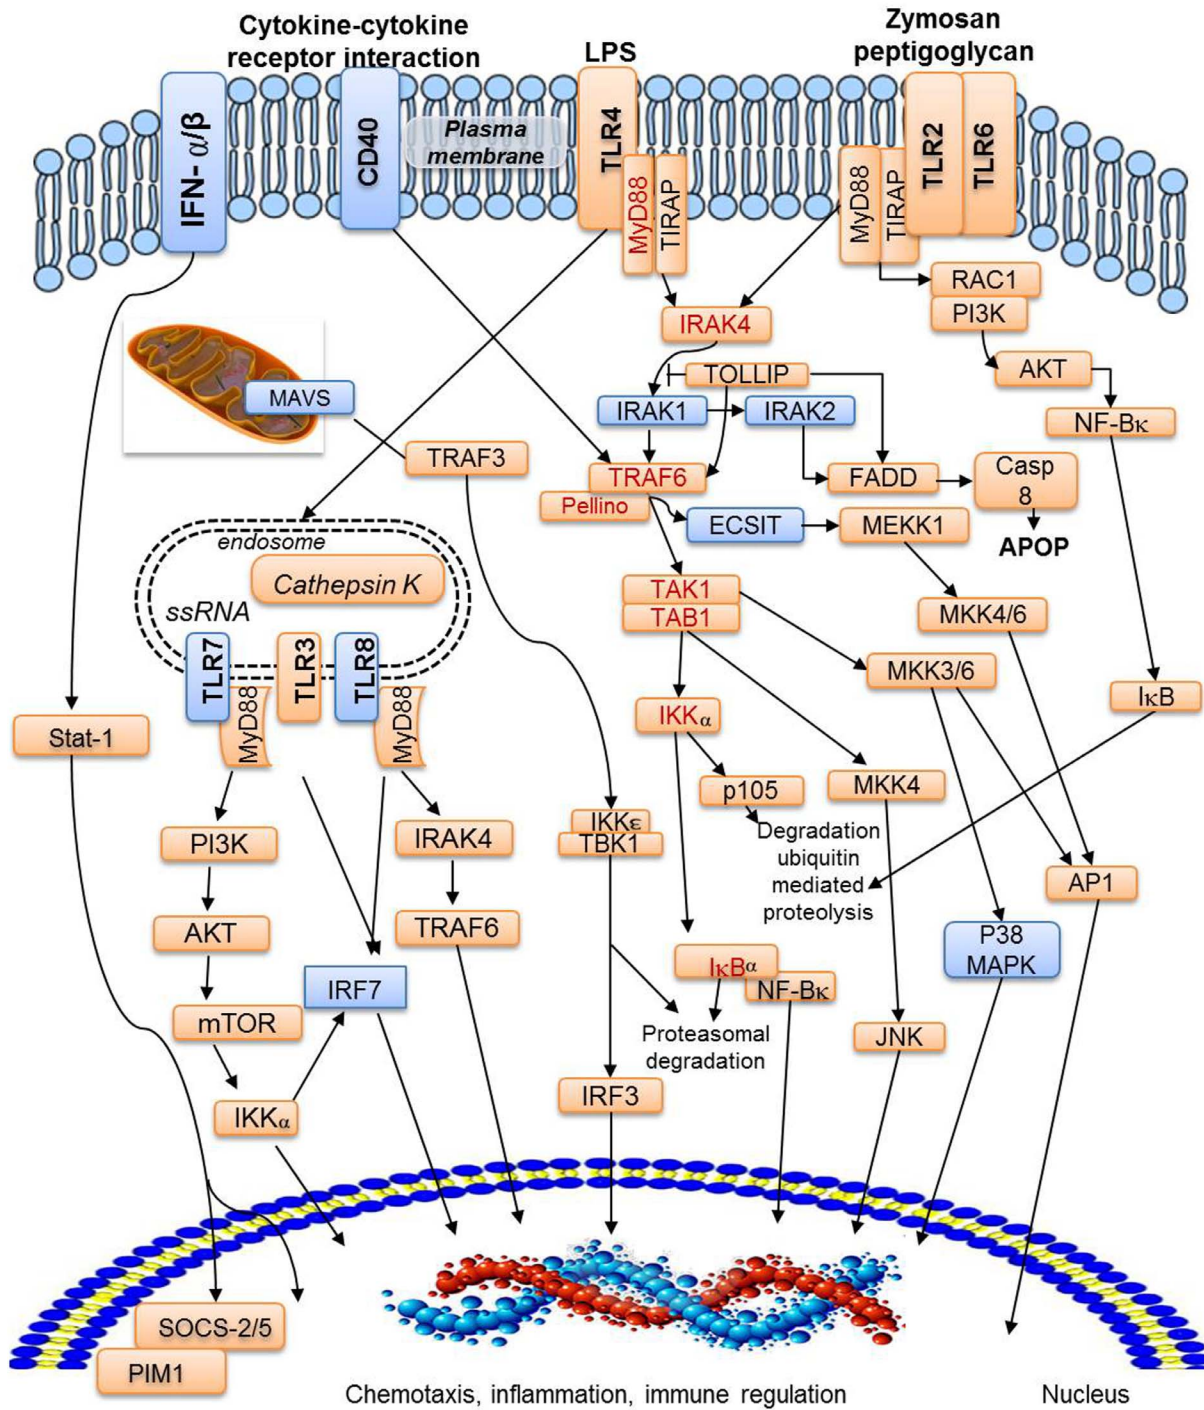 Cytokine-cytokine
receptor interaction
LPS
Zymosan
peptigoglycan
IFN- α/β
CD40
Plasma
membrane
TLR4
MyD88
TIRAP
MyD88
TIRAP
TLR2
TLR6
RAC1
PI3K
IRAK4
AKT
TOLLIP
MAVS
IRAK1
IRAK2
NF-Bκ
TRAF3
TRAF6
Pellino
FADD
Casp
8
ECSIT
MEKK1
APOP
endosome
Cathepsin K
ssRNA
TAK1
TAB1
MKK4/6
TLR7
TLR3
TLR8
MyD88
MyD88
MKK3/6
IκB
IKKα
Stat-1
p105
MKK4
PI3K
IRAK4
IKKε
TBK1
Degradation
ubiquitin
mediated
proteolysis
AP1
AKT
TRAF6
P38
MAPK
IκBα
NF-Bκ
IRF7
mTOR
Proteasomal
degradation
JNK
IRF3
IKKα
SOCS-2/5
PIM1
Chemotaxis, inflammation, immune regulation
Nucleus